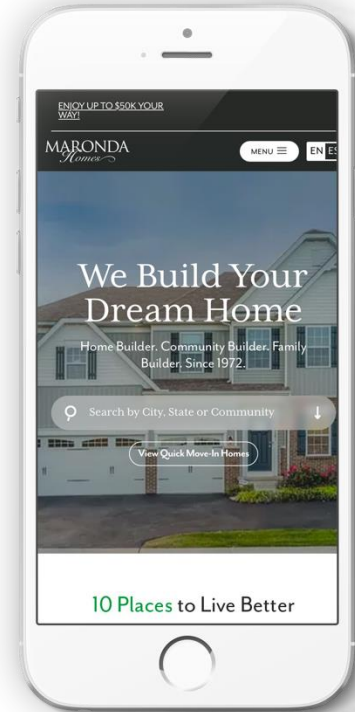 ENJOY UP TO $50K YOUR
WAY!
MARONDA
Homes
MENU
EN ES
We Build Your
Dream Home
Home Builder. Community Builder. Family
Builder. Since 1972.
Search by City, State or Community
View Quick Move-In Homes
10 Places to Live Better